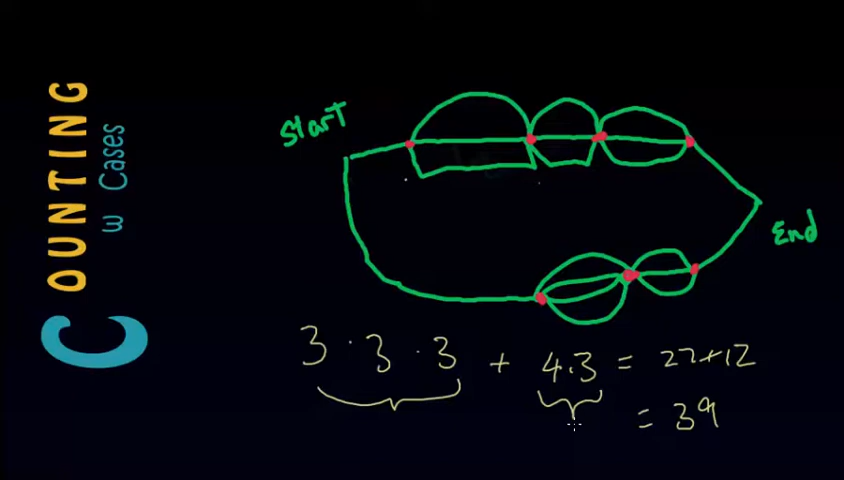 COUNTING
w Cases
Start
End
3 · 3 · 3 + 4.3 = 27+12
= 39